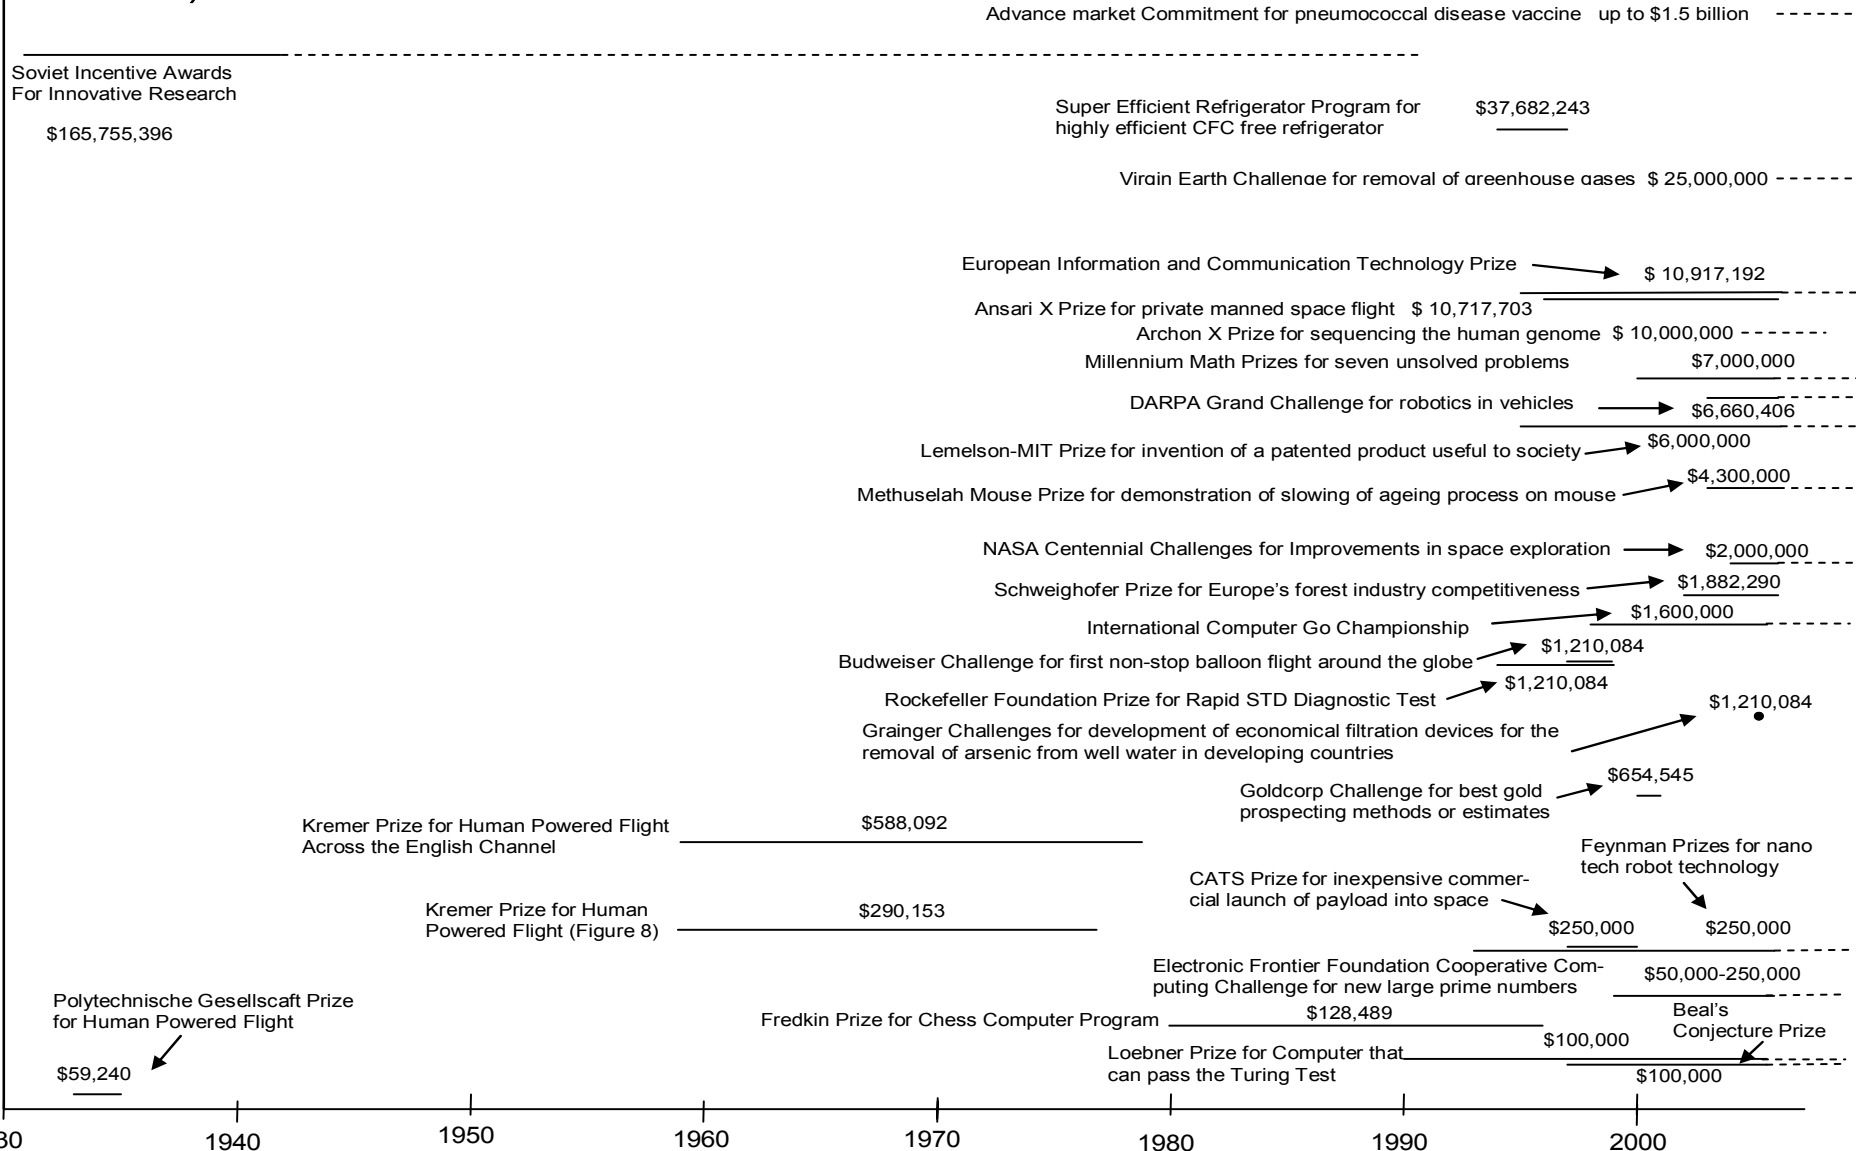 Advance market Commitment for pneumococcal disease vaccine up to $1.5 billion
Soviet Incentive Awards
For Innovative Research
$165,755,396
Super Efficient Refrigerator Program for
highly efficient CFC free refrigerator
$37,682,243
Virgin Earth Challenge for removal of greenhouse gases $ 25,000,000
European Information and Communication Technology Prize
$ 10,917,192
Ansari X Prize for private manned space flight $ 10,717,703
Archon X Prize for sequencing the human genome $ 10,000,000
Millennium Math Prizes for seven unsolved problems
$7,000,000
DARPA Grand Challenge for robotics in vehicles
$6,660,406
Lemelson-MIT Prize for invention of a patented product useful to society
$6,000,000
Methuselah Mouse Prize for demonstration of slowing of ageing process on mouse
$4,300,000
NASA Centennial Challenges for Improvements in space exploration
$2,000,000
Schweighofer Prize for Europe's forest industry competitiveness
$1,882,290
International Computer Go Championship
$1,600,000
Budweiser Challenge for first non-stop balloon flight around the globe
$1,210,084
Rockefeller Foundation Prize for Rapid STD Diagnostic Test
$1,210,084
Grainger Challenges for development of economical filtration devices for the
removal of arsenic from well water in developing countries
$1,210,084
Goldcorp Challenge for best gold
prospecting methods or estimates
$654,545
Kremer Prize for Human Powered Flight
Across the English Channel
$588,092
Feynman Prizes for nano
tech robot technology
$250,000
CATS Prize for inexpensive commer-
cial launch of payload into space
$250,000
Kremer Prize for Human
Powered Flight (Figure 8)
$290,153
Electronic Frontier Foundation Cooperative Com-
puting Challenge for new large prime numbers
$50,000-250,000
Polytechnische Gesellscaft Prize
for Human Powered Flight
$59,240
Fredkin Prize for Chess Computer Program
$128,489
Beal's
Conjecture Prize
$100,000
Loebner Prize for Computer that
can pass the Turing Test
$100,000
30
1940
1950
1960
1970
1980
1990
2000